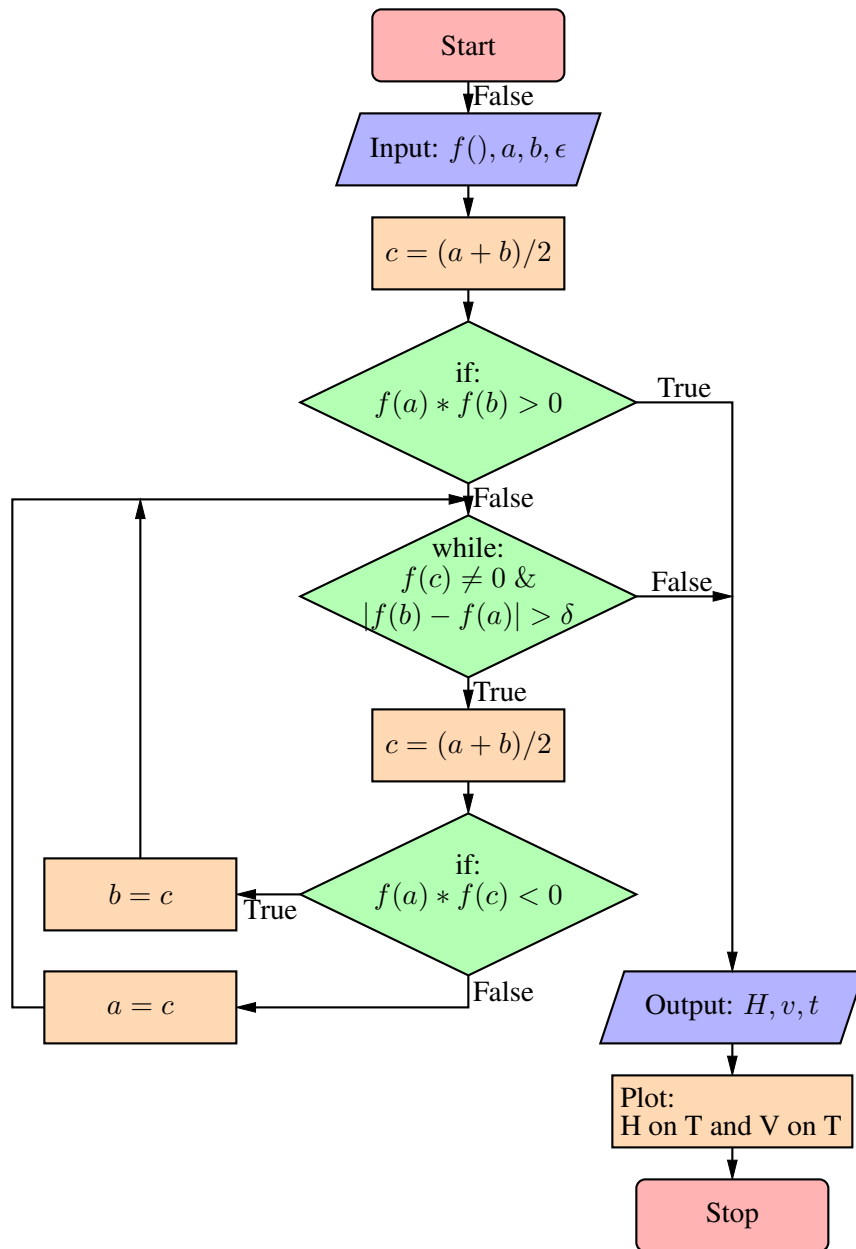 Start
False
Input: f(), a, b, ϵ
c = (a + b)/2
if:
f(a) ∗ f(b) > 0
True
False
while:
f(c) ≠ 0 &
|f(b) − f(a)| > δ
False
True
c = (a + b)/2
if:
f(a) ∗ f(c) < 0
True
b = c
False
a = c
Output: H, v, t
Plot:
H on T and V on T
Stop